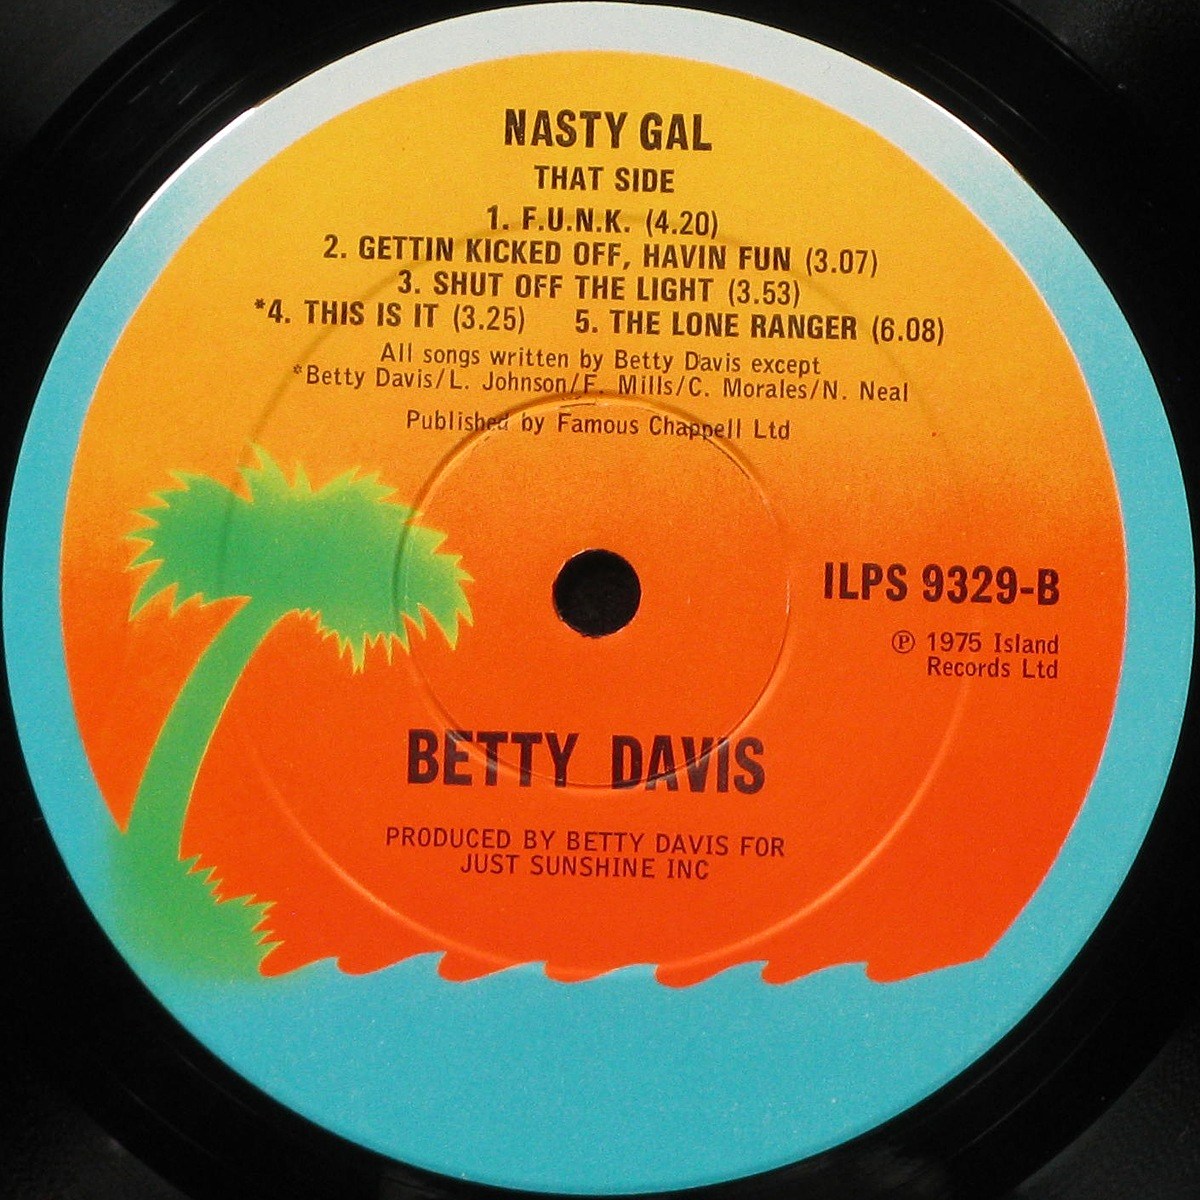 NASTY GAL
THAT SIDE
1. F.U.N.K. (4.20)
2. GETTIN KICKED OFF, HAVIN FUN (3.07)
3. SHUT OFF THE LIGHT (3.53)
*4. THIS IS IT (3.25) 5. THE LONE RANGER (6.08)
All songs written by Betty Davis except
*Betty Davis/L. Johnson/F. Mills/C. Morales/N. Neal
Published by Famous Chappell Ltd
ILPS 9329-B
℗ 1975 Island
Records Ltd
BETTY DAVIS
PRODUCED BY BETTY DAVIS FOR
JUST SUNSHINE INC